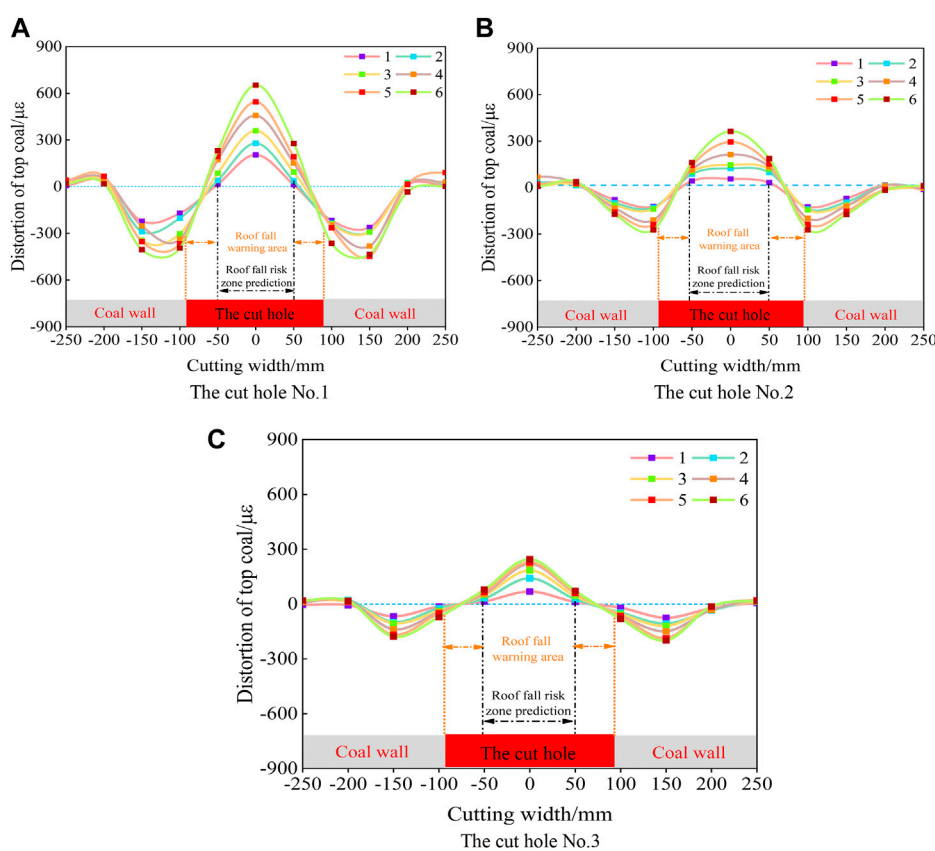 A
900
600
300
0
-300
-600
-900
Distortion of top coal/με
1 2
3 4
5 6
Roof fall
warning area
Roof fall risk
zone prediction
Coal wall The cut hole Coal wall
-250 -200 -150 -100 -50 0 50 100 150 200 250
Cutting width/mm
The cut hole No.1
B
900
600
300
0
-300
-600
-900
Distortion of top coal/με
1 2
3 4
5 6
Roof fall
warning area
Roof fall risk
zone prediction
Coal wall The cut hole Coal wall
-250 -200 -150 -100 -50 0 50 100 150 200 250
Cutting width/mm
The cut hole No.2
C
900
600
300
0
-300
-600
-900
Distortion of top coal/με
1 2
3 4
5 6
Roof fall
warning area
Roof fall risk
zone prediction
Coal wall The cut hole Coal wall
-250 -200 -150 -100 -50 0 50 100 150 200 250
Cutting width/mm
The cut hole No.3